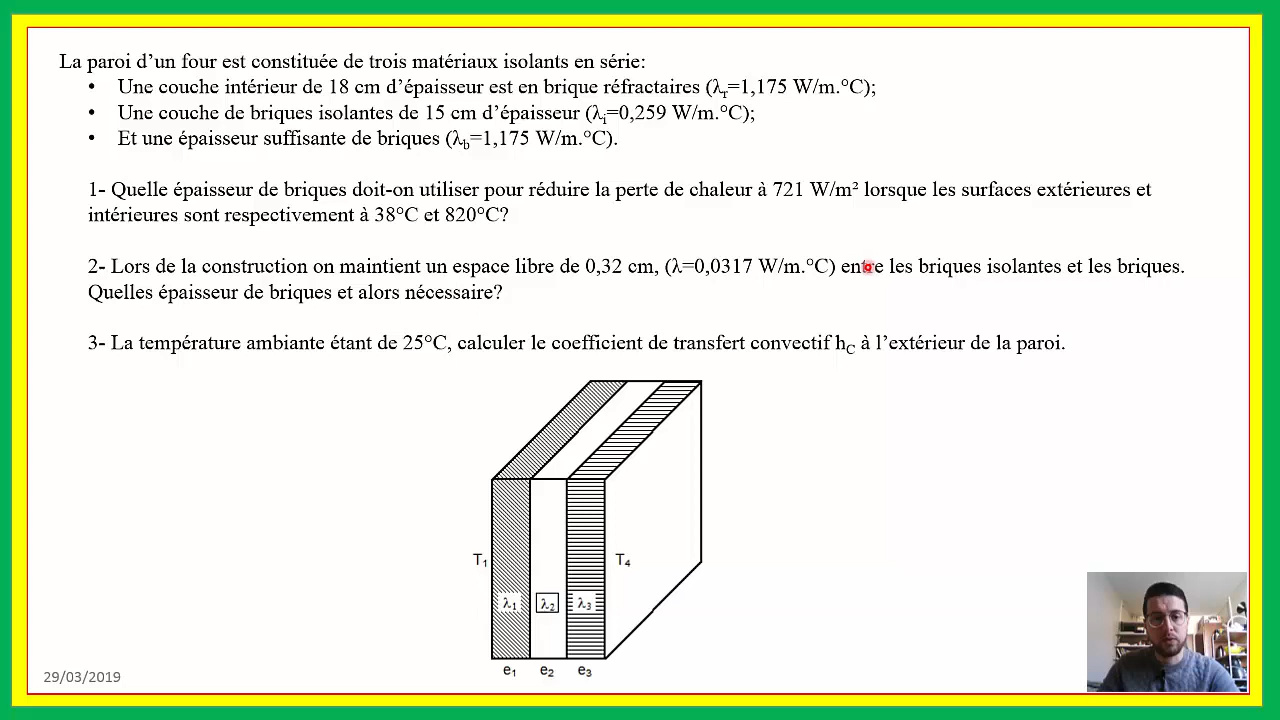 La paroi d'un four est constituée de trois matériaux isolants en série:
• Une couche intérieur de 18 cm d'épaisseur est en brique réfractaires (λr=1,175 W/m.°C);
• Une couche de briques isolantes de 15 cm d'épaisseur (λi=0,259 W/m.°C);
• Et une épaisseur suffisante de briques (λb=1,175 W/m.°C).
1- Quelle épaisseur de briques doit-on utiliser pour réduire la perte de chaleur à 721 W/m² lorsque les surfaces extérieures et
intérieures sont respectivement à 38°C et 820°C?
2- Lors de la construction on maintient un espace libre de 0,32 cm, (λ=0,0317 W/m.°C) entre les briques isolantes et les briques.
Quelles épaisseur de briques et alors nécessaire?
3- La température ambiante étant de 25°C, calculer le coefficient de transfert convectif hC à l'extérieur de la paroi.
T1 T4
λ1 λ2 λ3
e1 e2 e3
29/03/2019